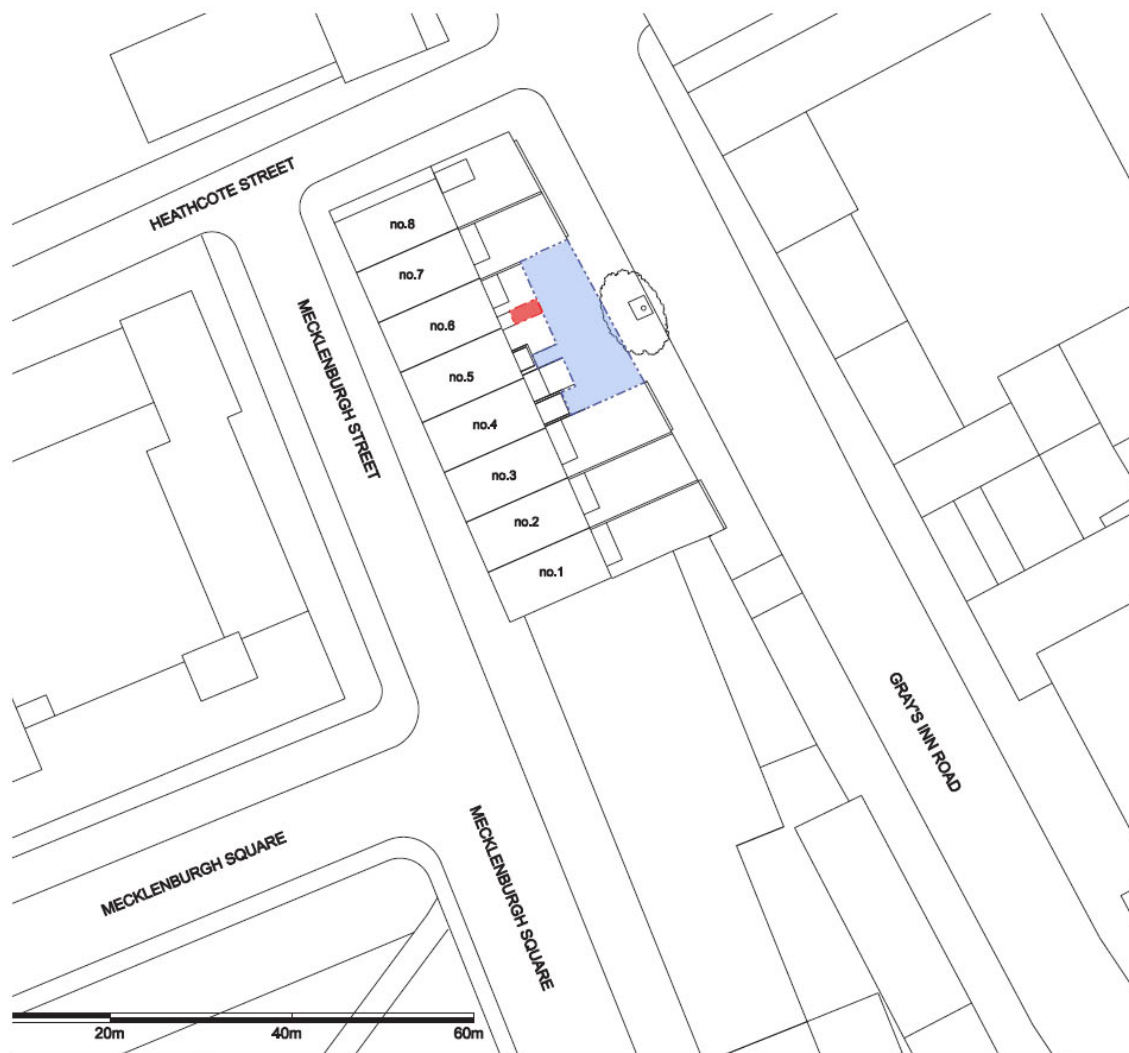 HEATHCOTE STREET
no.8
no.7
no.6
no.5
no.4
no.3
no.2
no.1
MECKLENBURGH STREET
GRAY'S INN ROAD
MECKLENBURGH SQUARE
MECKLENBURGH SQUARE
20m 40m 60m